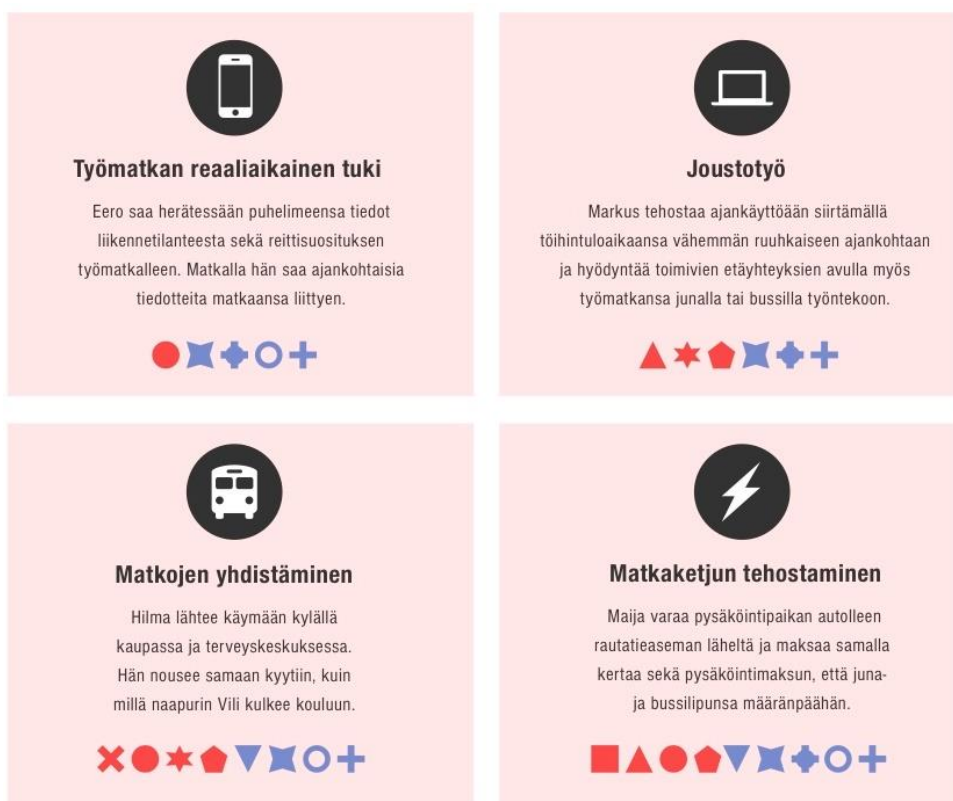 Työmatkan reaaliaikainen tuki
Eero saa herätessään puhelimeensa tiedot
liikennetilanteesta sekä reittisuosituksen
työmatkalleen. Matkalla hän saa ajankohtaisia
tiedotteita matkaansa liittyen.
Joustotyö
Markus tehostaa ajankäyttöään siirtämällä
töihintuloaikaansa vähemmän ruuhkaiseen ajankohtaan
ja hyödyntää toimivien etäyhteyksien avulla myös
työmatkansa junalla tai bussilla työntekoon.
Matkojen yhdistäminen
Hilma lähtee käymään kylällä
kaupassa ja terveyskeskuksessa.
Hän nousee samaan kyytiin, kuin
millä naapurin Vili kulkee kouluun.
Matkaketjun tehostaminen
Maija varaa pysäköintipaikan autolleen
rautatieaseman läheltä ja maksaa samalla
kertaa sekä pysäköintimaksun, että juna-
ja bussilipunsa määränpäähän.